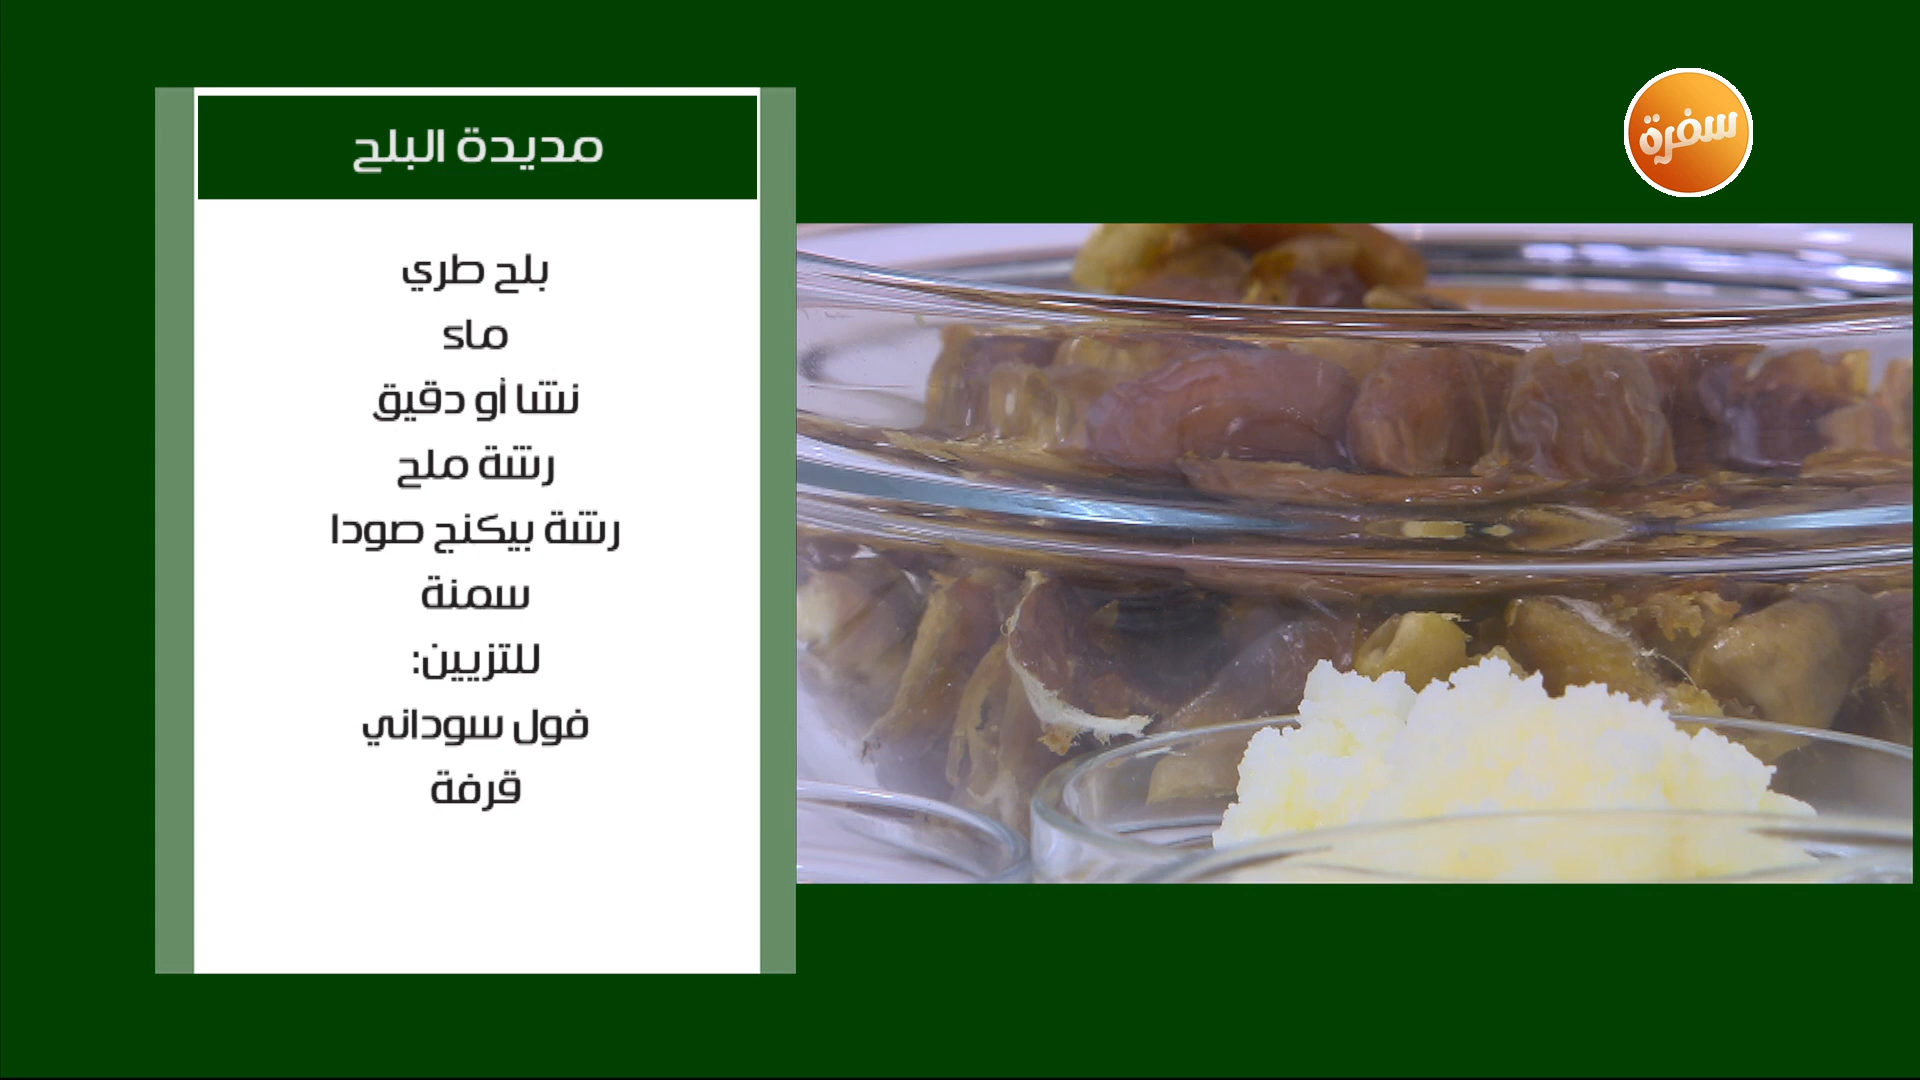 سفرة
مديدة البلح
بلح طري
ماء
نشا أو دقيق
رشة ملح
رشة بيكنج صودا
سمنة
للتزيين:
فول سوداني
قرفة